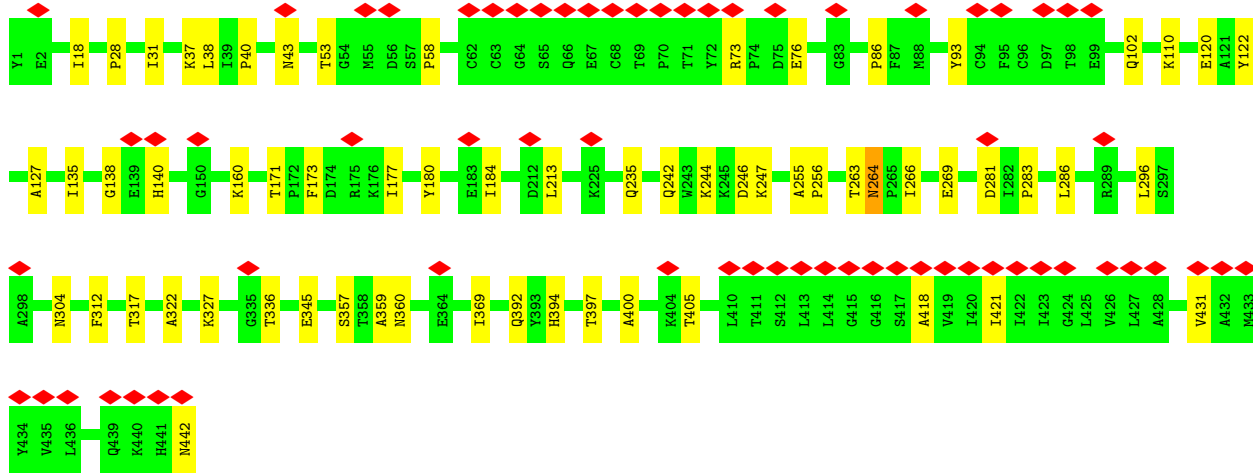 Y1 E2 I18 P28 I31 K37 L38 I39 P40 N43 T53 G54 M55 D56 S57 P58 C62 C63 G64 S65 Q66 E67 C68 T69 P70 T71 Y72 R73 P74 D75 E76 G83 P86 F87 M88 Y93 C94 F95 C96 D97 T98 E99 Q102 K110 E120 A121 Y122
A127 I135 G138 E139 H140 G150 K160 T171 P172 F173 D174 R175 K176 I177 Y180 E183 I184 D212 L213 K225 Q235 Q242 W243 K244 K245 D246 K247 A255 P256 T263 N264 P265 I266 E269 D281 I282 P283 L286 R289 L296 S297
A298 N304 F312 T317 A322 K327 G335 T336 E345 S357 T358 A359 N360 E364 I369 Q392 Y393 H394 T397 A400 K404 T405 L410 T411 S412 L413 L414 G415 G416 S417 A418 V419 I420 I421 I422 I423 G424 L425 V426 L427 A428 V431 A432 M433
Y434 V435 L436 Q439 K440 H441 N442